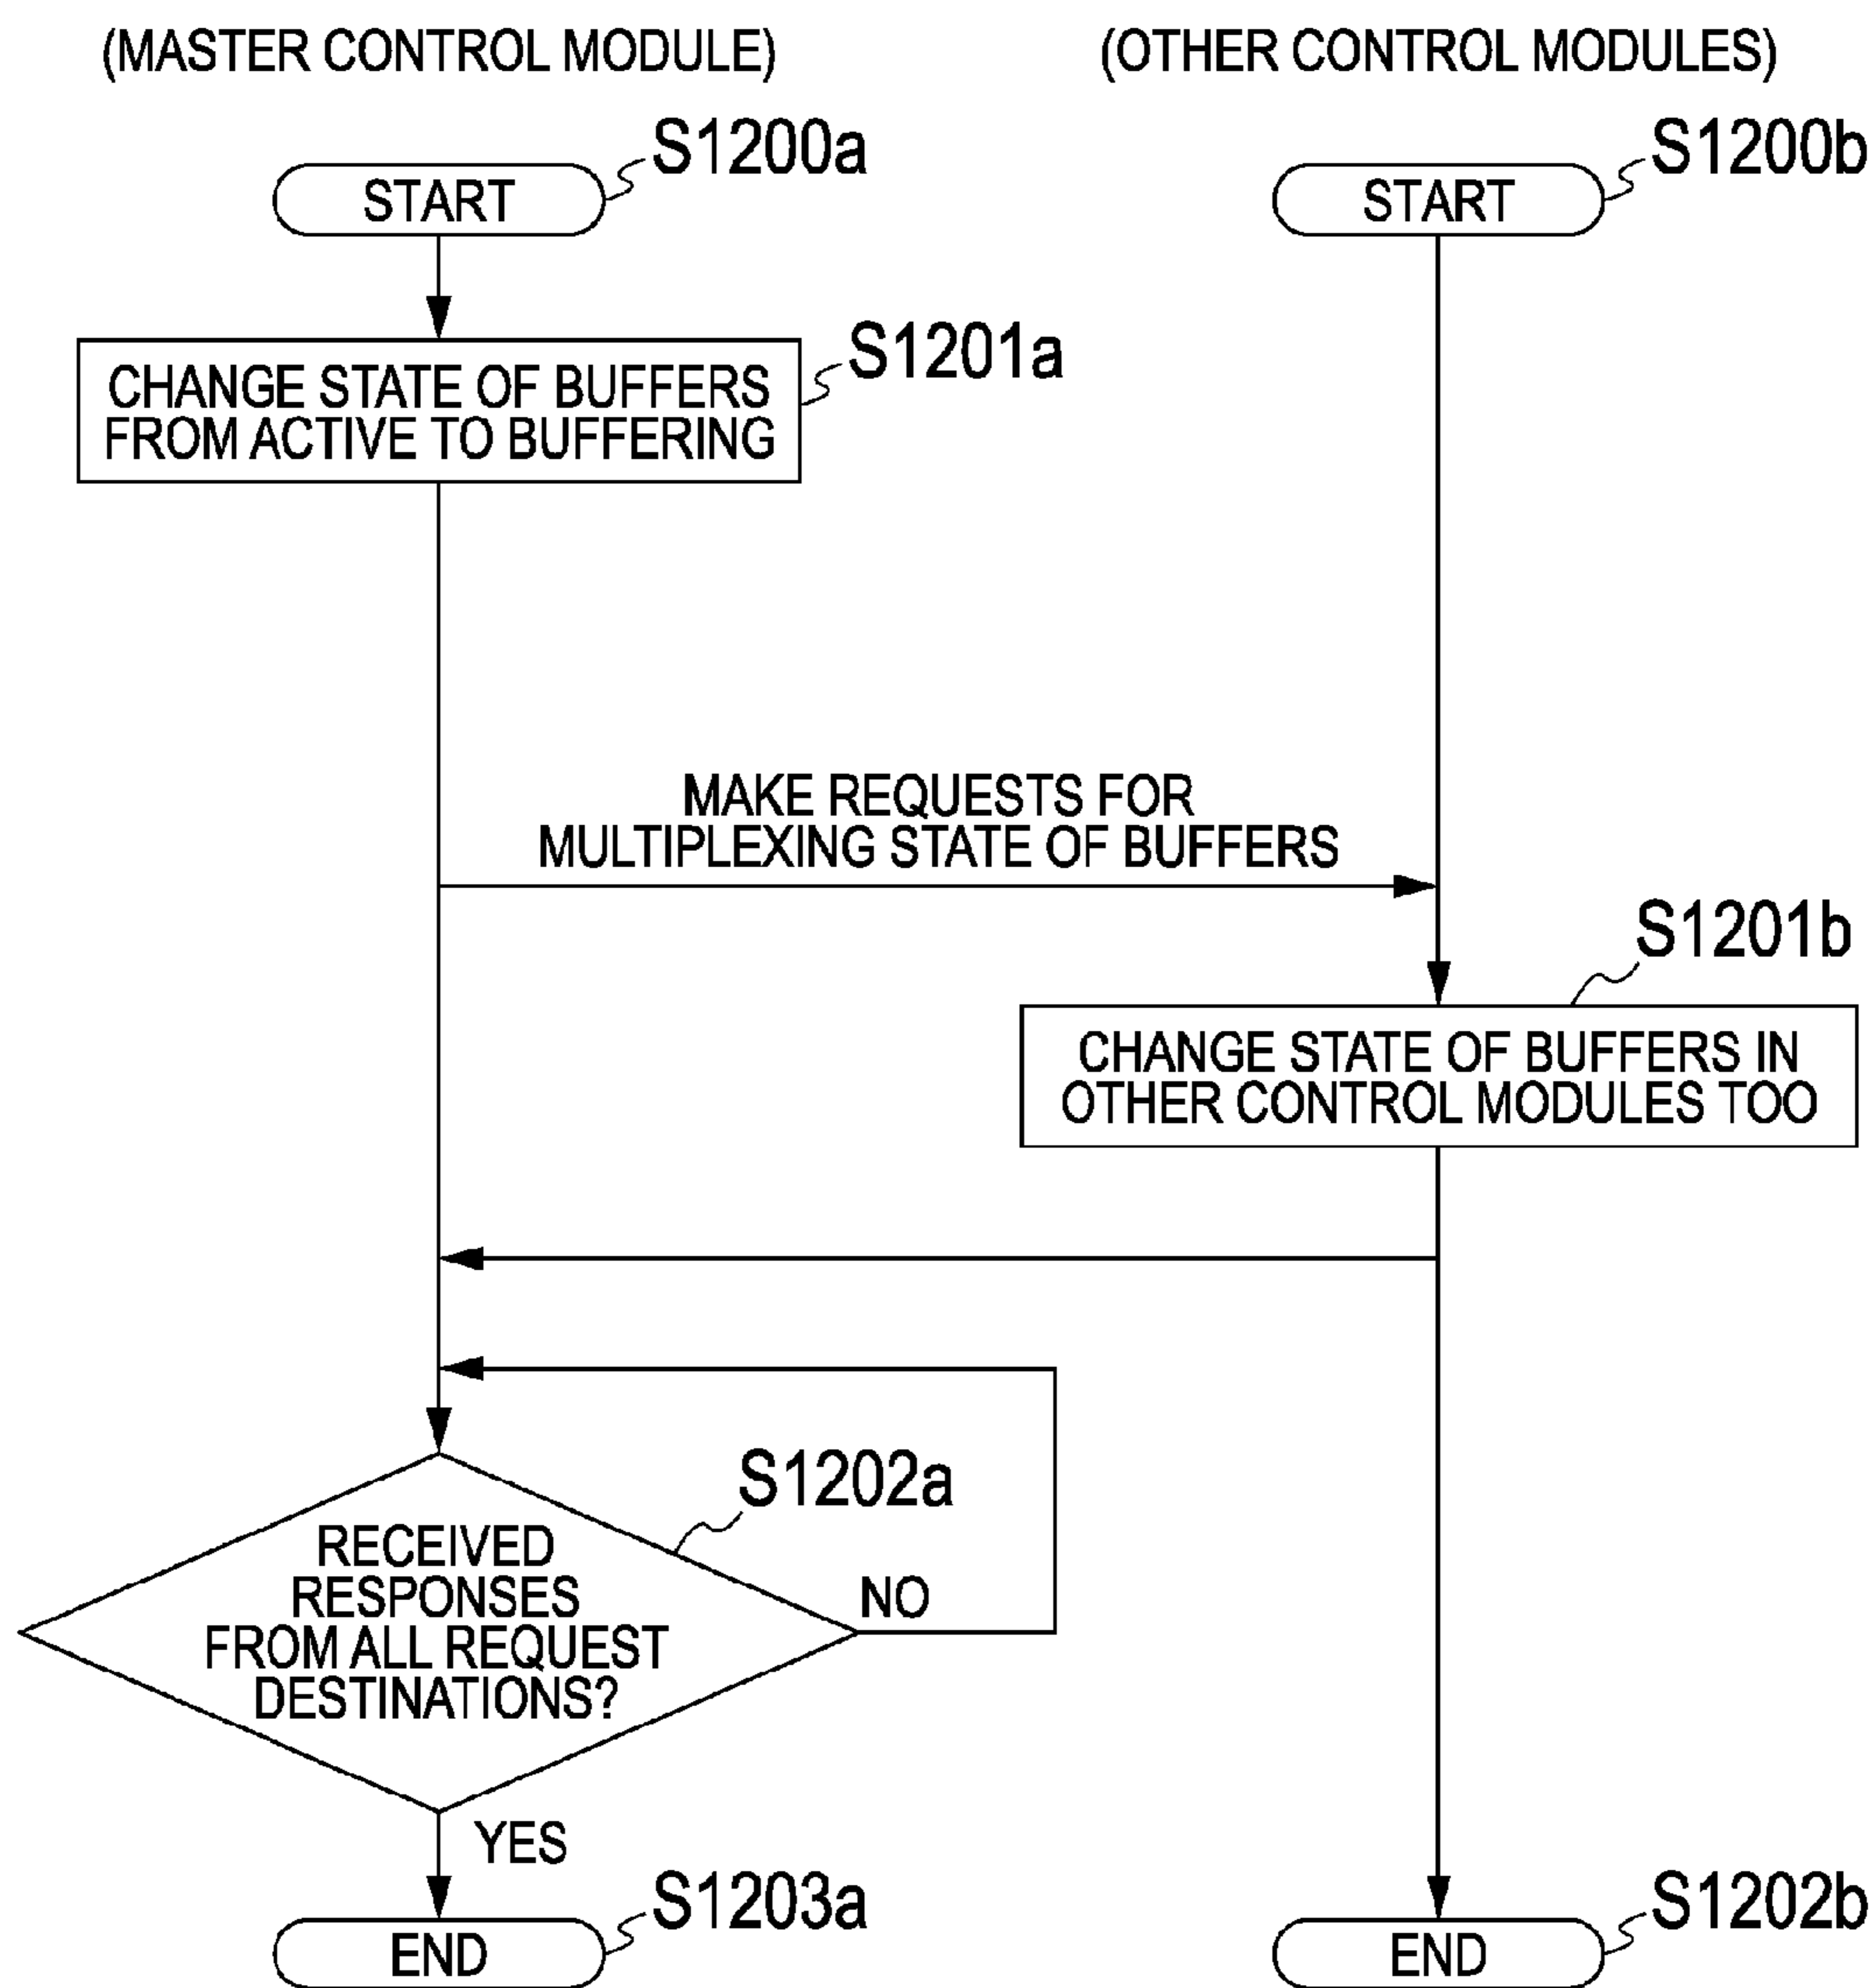 (MASTER CONTROL MODULE)
(OTHER CONTROL MODULES)
S1200a
START
S1200b
START
S1201a
CHANGE STATE OF BUFFERS
FROM ACTIVE TO BUFFERING
MAKE REQUESTS FOR
MULTIPLEXING STATE OF BUFFERS
S1201b
CHANGE STATE OF BUFFERS IN
OTHER CONTROL MODULES TOO
S1202a
RECEIVED
RESPONSES
FROM ALL REQUEST
DESTINATIONS?
NO
YES
S1203a
END
S1202b
END